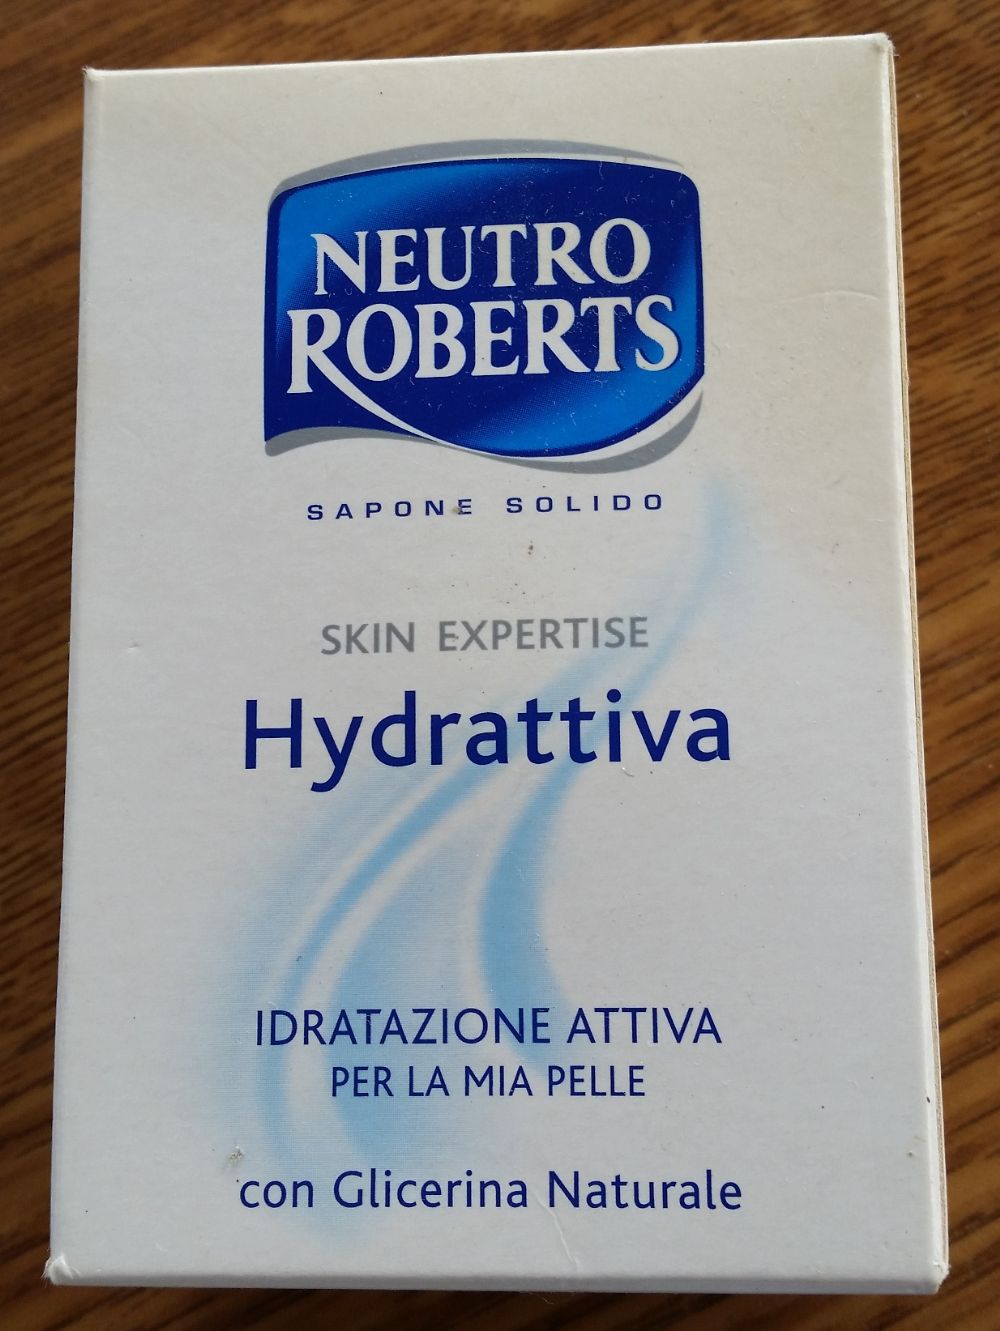 NEUTRO
ROBERTS
SAPONE SOLIDO
SKIN EXPERTISE
Hydrattiva
IDRATAZIONE ATTIVA
PER LA MIA PELLE
con Glicerina Naturale